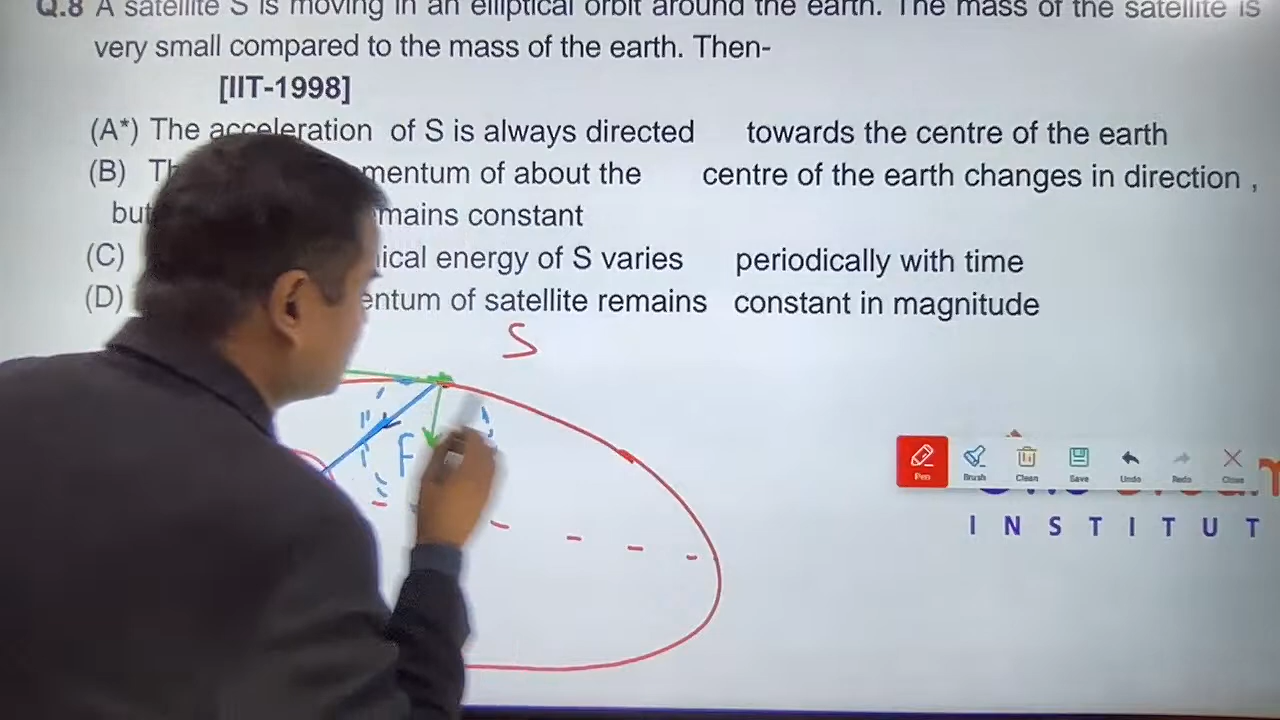 Q.8 A satellite S is moving in an elliptical orbit around the earth. The mass of the satellite is
very small compared to the mass of the earth. Then-
[IIT-1998]
(A*) The acceleration of S is always directed towards the centre of the earth
(B) mentum of about the centre of the earth changes in direction ,
but mains constant
(C) ical energy of S varies periodically with time
(D) entum of satellite remains constant in magnitude
S
F
Pen Brush Clean Save Undo Redo Close
INSTITUT